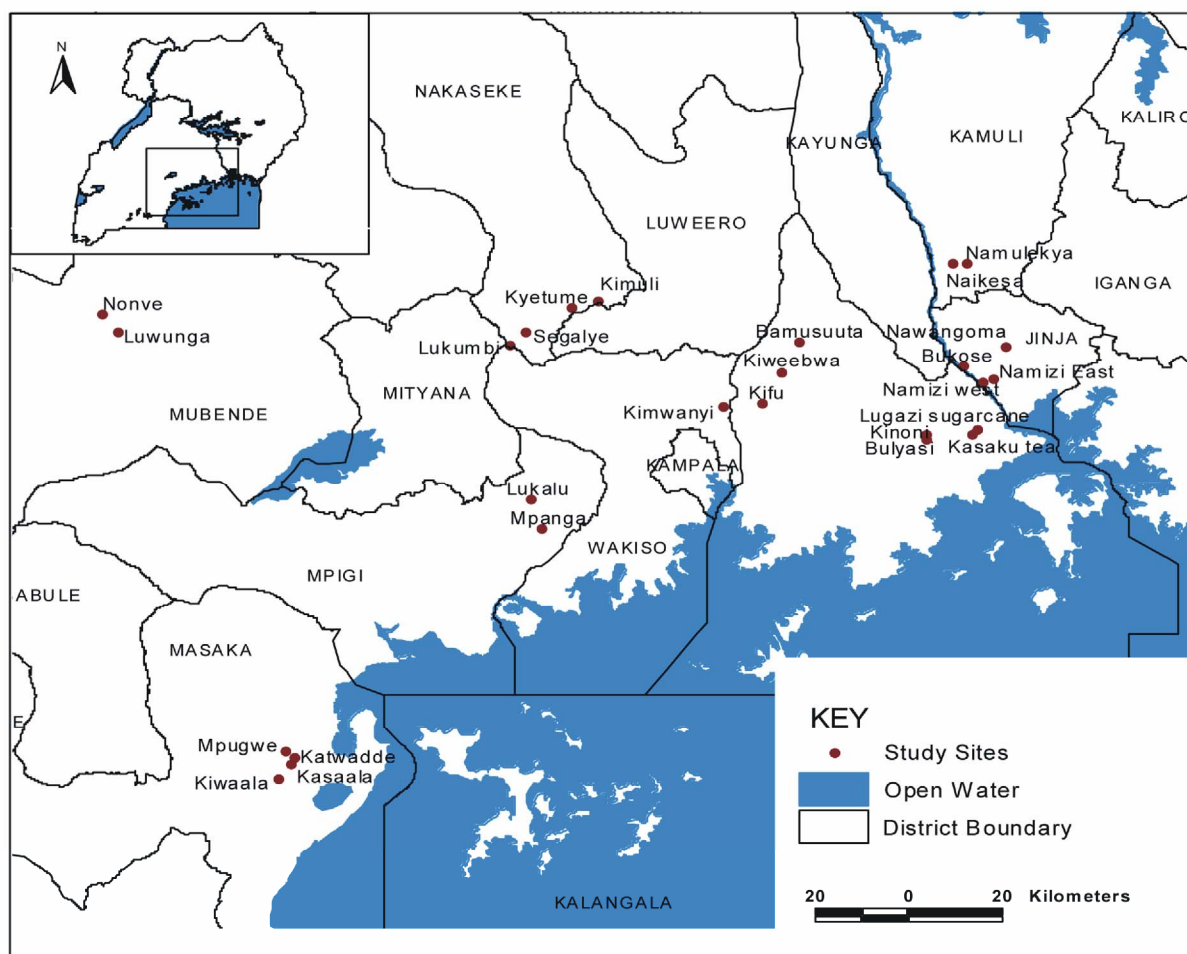 N
NAKASEKE
KALIRO
KAMULI
KAYUNGA
LUWEERO
Namulekya
Naikesa
IGANGA
Kimuli
Kyetume
Nonve
Luwunga
Segalye
Lukumbi
Bamusuuta
Nawangoma
JINJA
Bukose
Kiweebwa
Namizi East
Namizi west
MITYANA
MUBENDE
Kifu
Kimwanyi
Lugazi sugarcane
Kinoni
Bulyasi
Kasaku tea
KAMPALA
Lukalu
Mpanga
WAKISO
MPIGI
ABULE
MASAKA
E
Mpugwe
Katwadde
Kasaala
Kiwaala
KALANGALA
KEY
Study Sites
Open Water
District Boundary
20 0 20 Kilometers